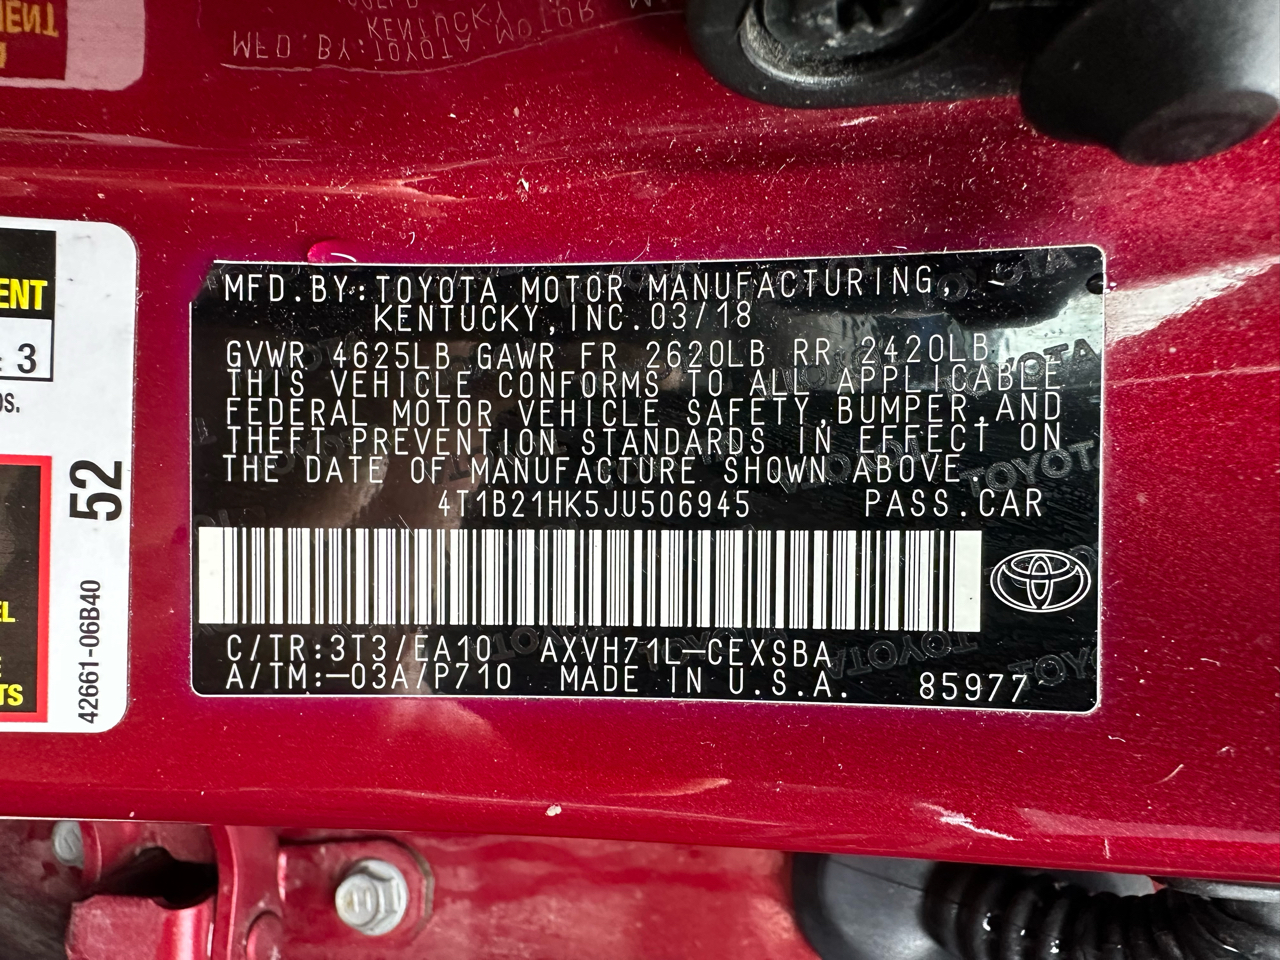 MFD.BY:TOYOTA MOTOR MANUFACTURING,
KENTUCKY,INC.03/18
GVWR 4625LB GAWR FR 2620LB RR 2420LB
THIS VEHICLE CONFORMS TO ALL APPLICABLE
FEDERAL MOTOR VEHICLE SAFETY,BUMPER,AND
THEFT PREVENTION STANDARDS IN EFFECT ON
THE DATE OF MANUFACTURE SHOWN ABOVE.
4T1B21HK5JU506945 PASS.CAR
C/TR:3T3/EA10 AXVH71L-CEXSBA
A/TM:-03A/P710 MADE IN U.S.A. 85977
3
52
42661-06B40